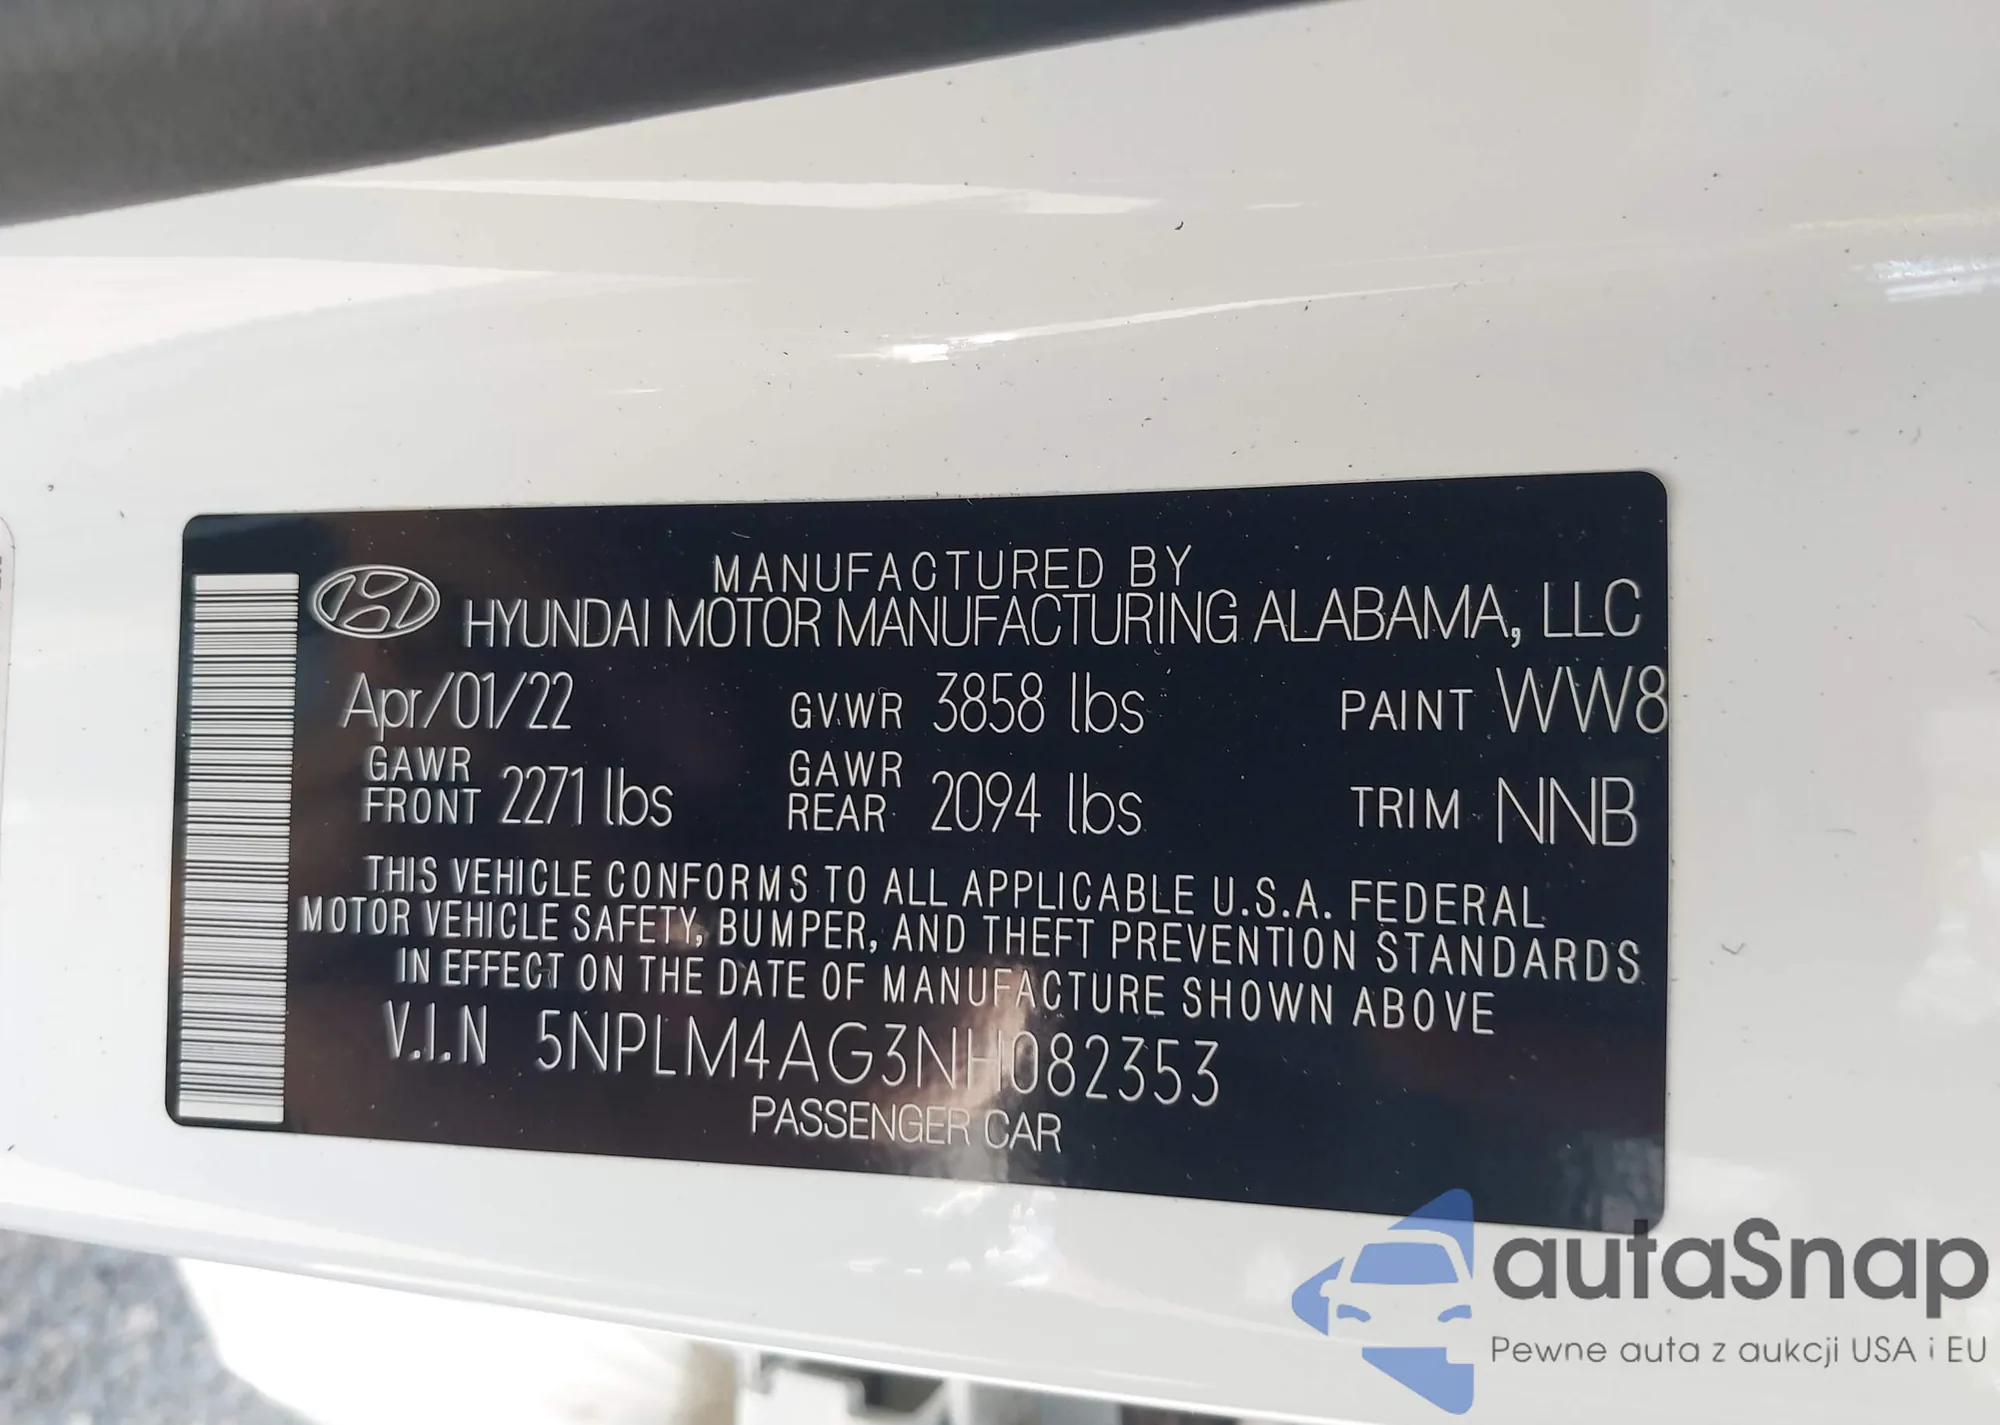 MANUFACTURED BY
HYUNDAI MOTOR MANUFACTURING ALABAMA, LLC
Apr/01/22 GVWR 3858 lbs PAINT WW8
GAWR FRONT 2271 lbs GAWR REAR 2094 lbs TRIM NNB
THIS VEHICLE CONFORMS TO ALL APPLICABLE U.S.A. FEDERAL
MOTOR VEHICLE SAFETY, BUMPER, AND THEFT PREVENTION STANDARDS
IN EFFECT ON THE DATE OF MANUFACTURE SHOWN ABOVE
V.I.N 5NPLM4AG3NH082353
PASSENGER CAR
autaSnap
Pewne auta z aukcji USA i EU